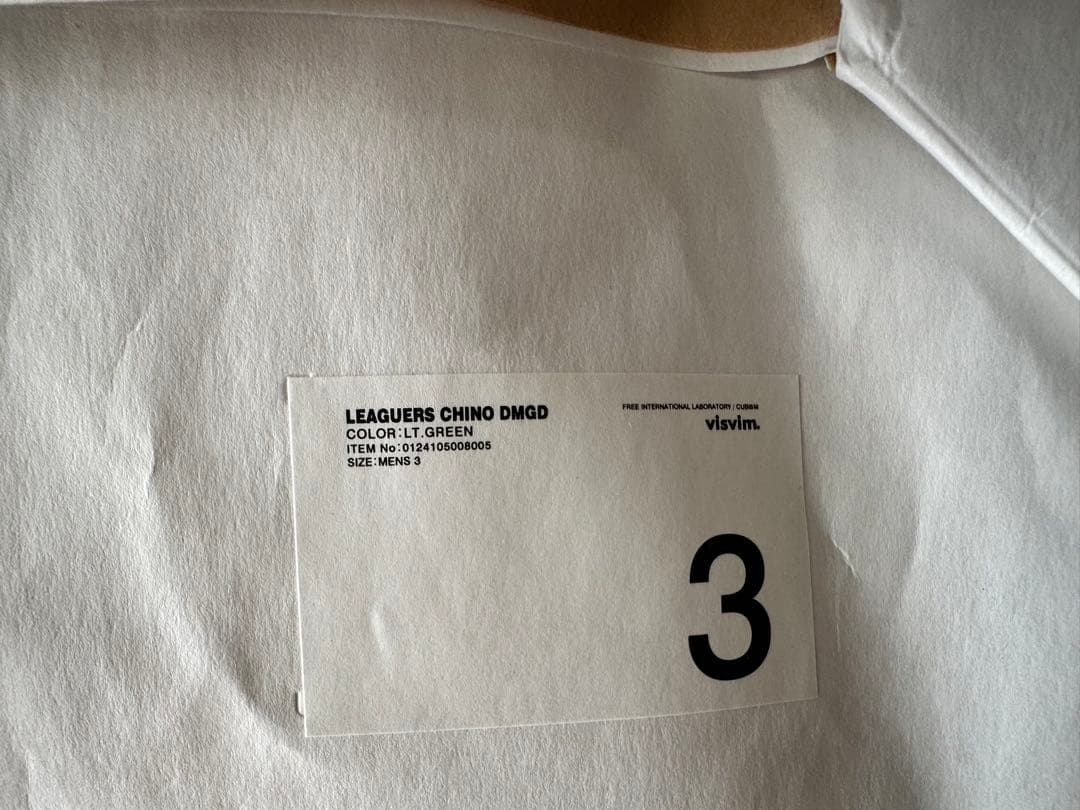 LEAGUERS CHINO DMGD
COLOR:LT.GREEN
ITEM No:0124105008005
SIZE:MENS 3
FREE INTERNATIONAL LABORATORY / CUBISM
visvim.
3